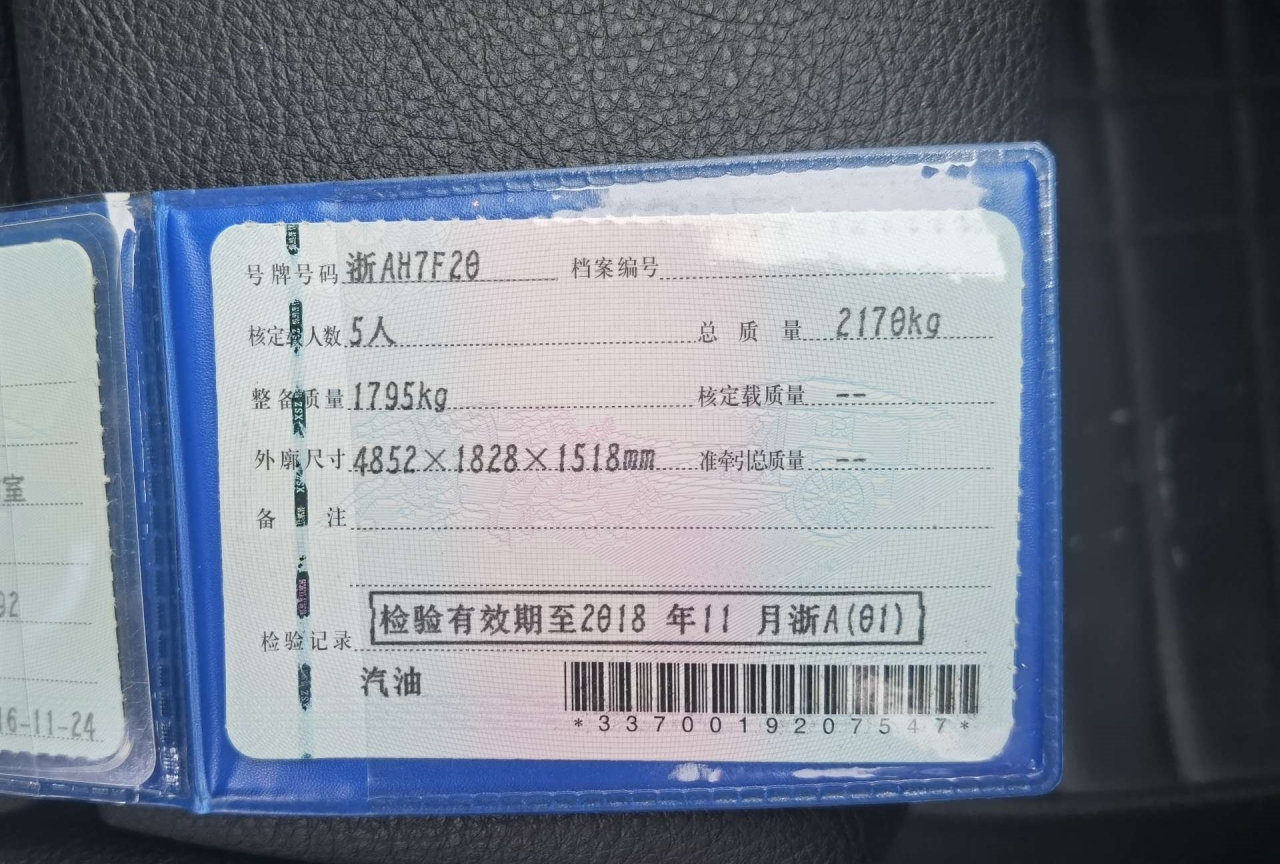 号牌号码 浙AH7F20 档案编号
核定载人数 5人 总质量 2170kg
整备质量 1795kg 核定载质量 --
外廓尺寸 4852×1828×1518mm 准牵引总质量 --
备注
检验记录 检验有效期至2018 年11 月浙A(01)
汽油
*3370019207547*
室
92
16-11-24